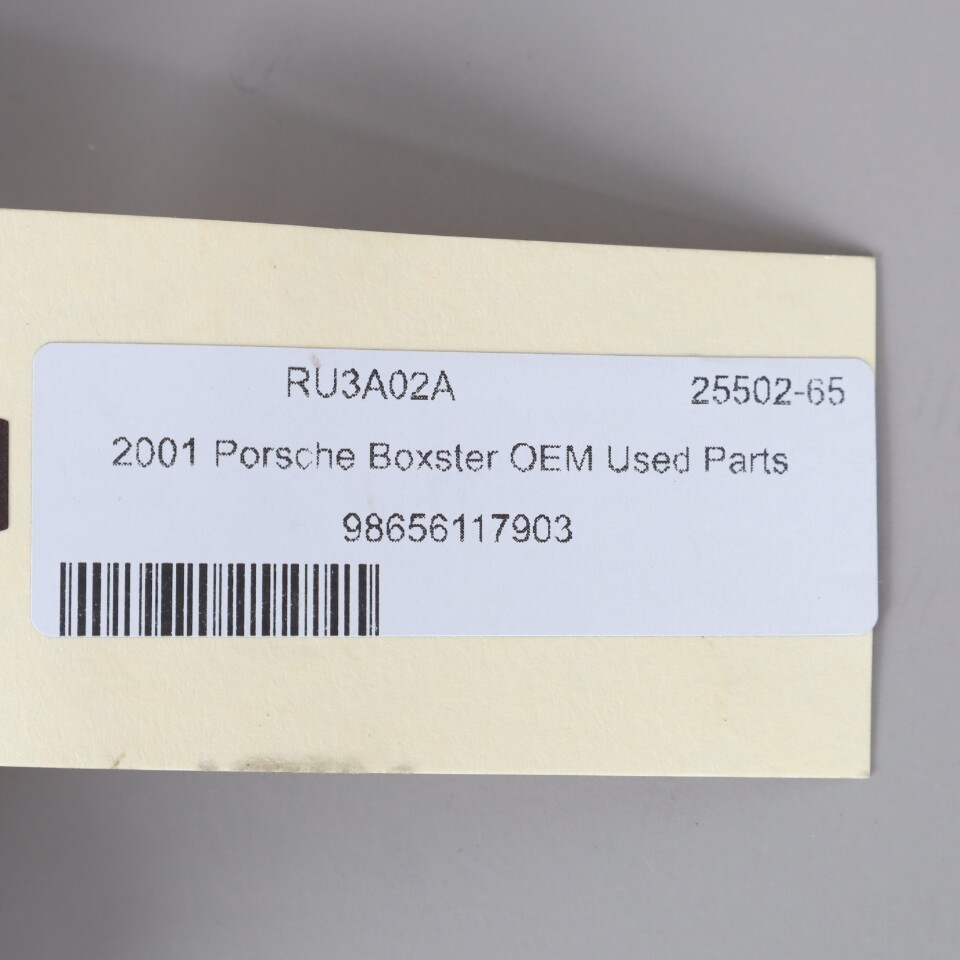 RU3A02A 25502-65
2001 Porsche Boxster OEM Used Parts
98656117903